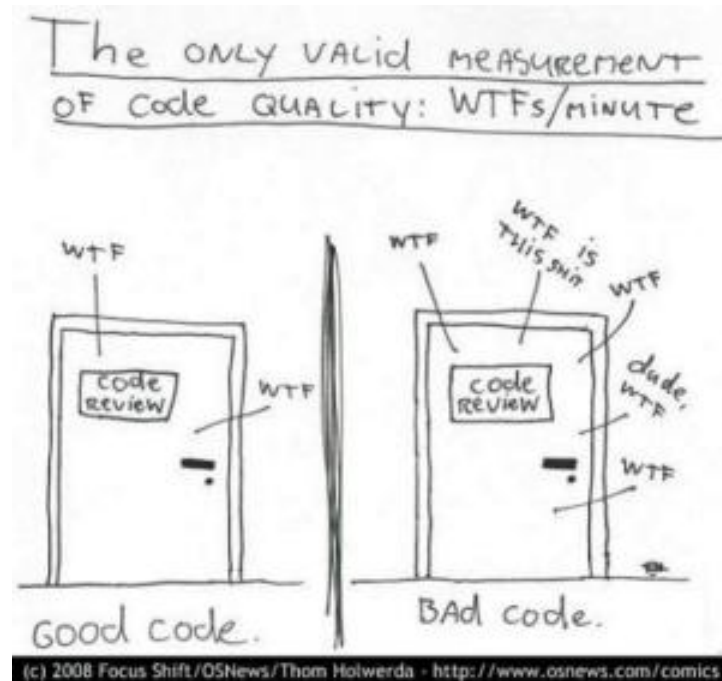 The ONLY VALid MEASUREMENT
OF Code QUALITY: WTFs/MINUTE
WTF
code
REVIEW
WTF
Good code.
WTF
WTF IS
THIS SHIT
WTF
code
REVIEW
dude,
WTF
WTF
BAd code.
(c) 2008 Focus Shift/OSNews/Thom Holwerda - http://www.osnews.com/comics